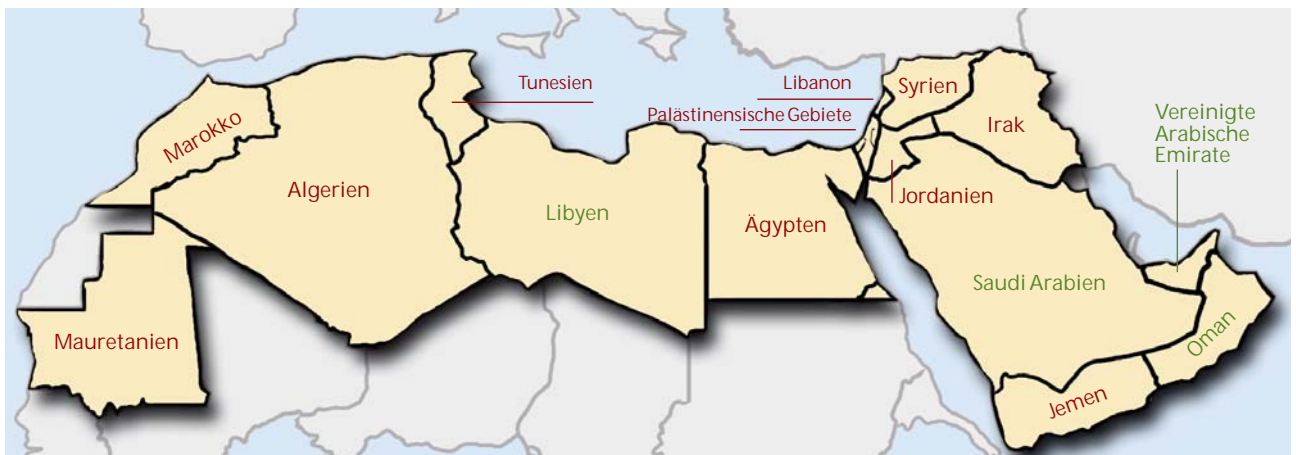 Tunesien
Libanon
Palästinensische Gebiete
Syrien
Irak
Vereinigte
Arabische
Emirate
Marokko
Algerien
Libyen
Ägypten
Jordanien
Saudi Arabien
Mauretanien
Oman
Jemen